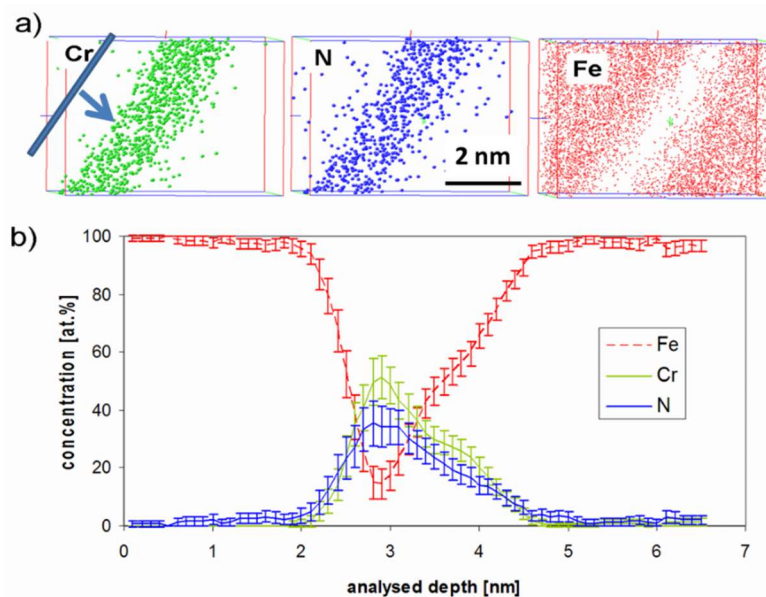 a)
Cr
N
Fe
2 nm
b)
100
80
60
40
20
0
concentration [at.%]
Fe
Cr
N
0 1 2 3 4 5 6 7
analysed depth [nm]